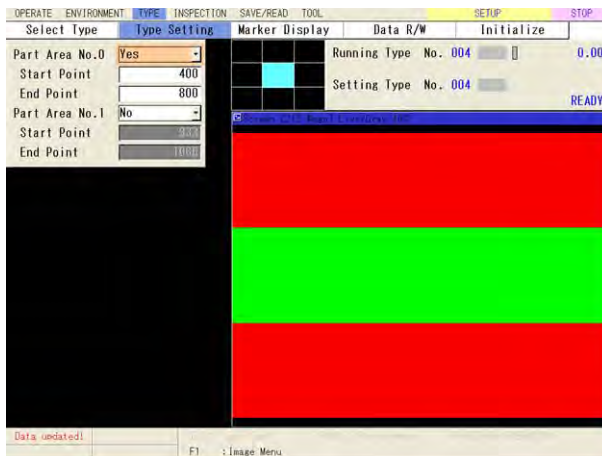 OPERATE ENVIRONMENT TYPE INSPECTION SAVE/READ TOOL SETUP STOP
Select Type Type Setting Marker Display Data R/W Initialize
Part Area No.0 Yes
Start Point 400
End Point 800
Part Area No.1 No
Start Point
End Point
Running Type No. 004 0.00
Setting Type No. 004
READY
Screen
Data updated!
F1 :Image Menu